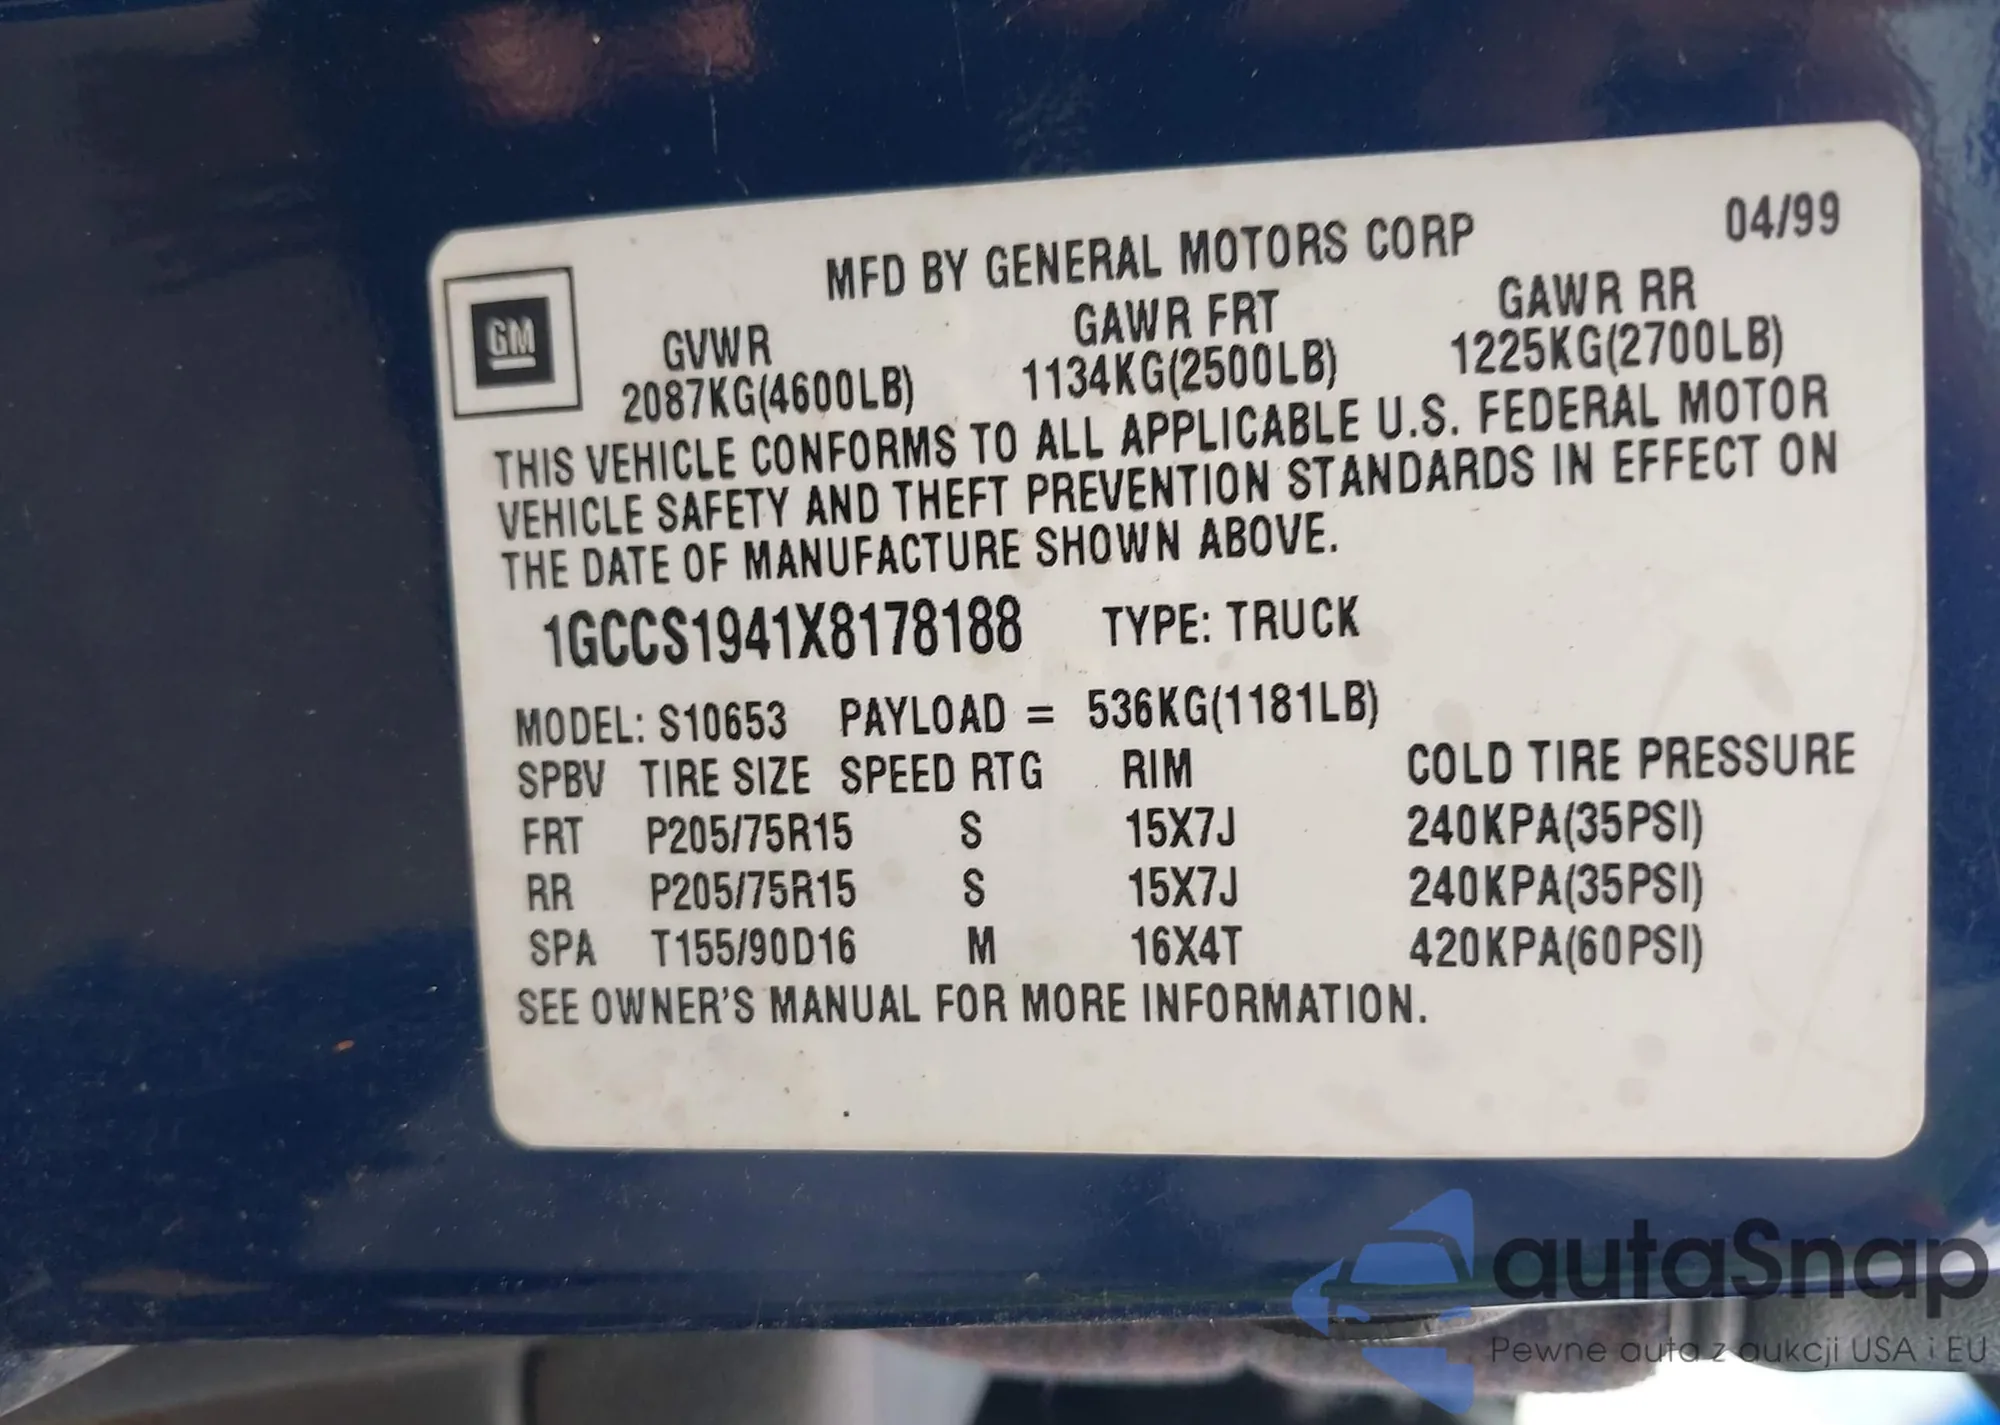 MFD BY GENERAL MOTORS CORP 04/99
GM
GVWR GAWR FRT GAWR RR
2087KG(4600LB) 1134KG(2500LB) 1225KG(2700LB)
THIS VEHICLE CONFORMS TO ALL APPLICABLE U.S. FEDERAL MOTOR
VEHICLE SAFETY AND THEFT PREVENTION STANDARDS IN EFFECT ON
THE DATE OF MANUFACTURE SHOWN ABOVE.
1GCCS1941X8178188 TYPE: TRUCK
MODEL: S10653 PAYLOAD = 536KG(1181LB)
SPBV TIRE SIZE SPEED RTG RIM COLD TIRE PRESSURE
FRT P205/75R15 S 15X7J 240KPA(35PSI)
RR P205/75R15 S 15X7J 240KPA(35PSI)
SPA T155/90D16 M 16X4T 420KPA(60PSI)
SEE OWNER'S MANUAL FOR MORE INFORMATION.
autaSnap
Pewne auta z aukcji USA i EU